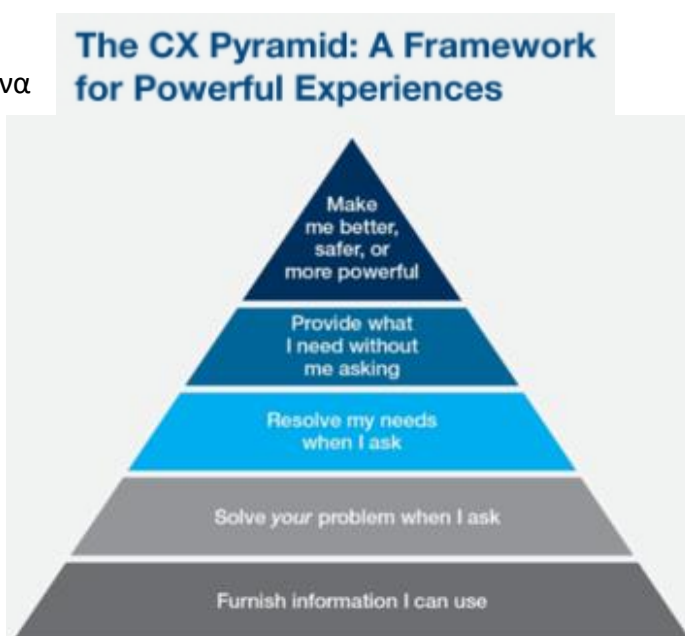 The CX Pyramid: A Framework
for Powerful Experiences
να
Make
me better,
safer, or
more powerful
Provide what
I need without
me asking
Resolve my needs
when I ask
Solve your problem when I ask
Furnish information I can use